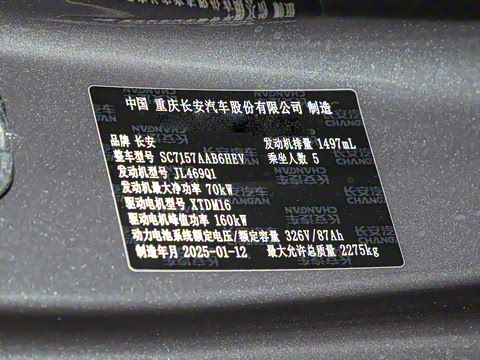 中国 重庆长安汽车股份有限公司 制造
品牌 长安 发动机排量 1497mL
整车型号 SC7157AAB6HEV 乘坐人数 5
发动机型号 JL469Q1
发动机最大净功率 70kW
驱动电机型号 XTDM16
驱动电机峰值功率 160kW
动力电池系统额定电压/额定容量 326V/87Ah
制造年月 2025-01-12 最大允许总质量 2275kg